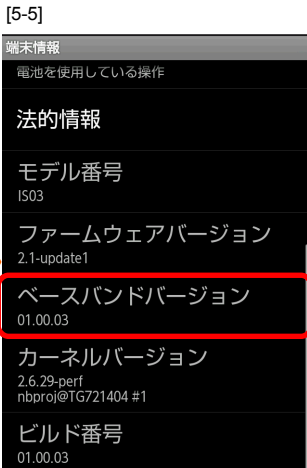 [5-5]
端末情報
電池を使用している操作
法的情報
モデル番号
IS03
ファームウェアバージョン
2.1-update1
ベースバンドバージョン
01.00.03
カーネルバージョン
2.6.29-perf
nbproj@TG721404 #1
ビルド番号
01.00.03